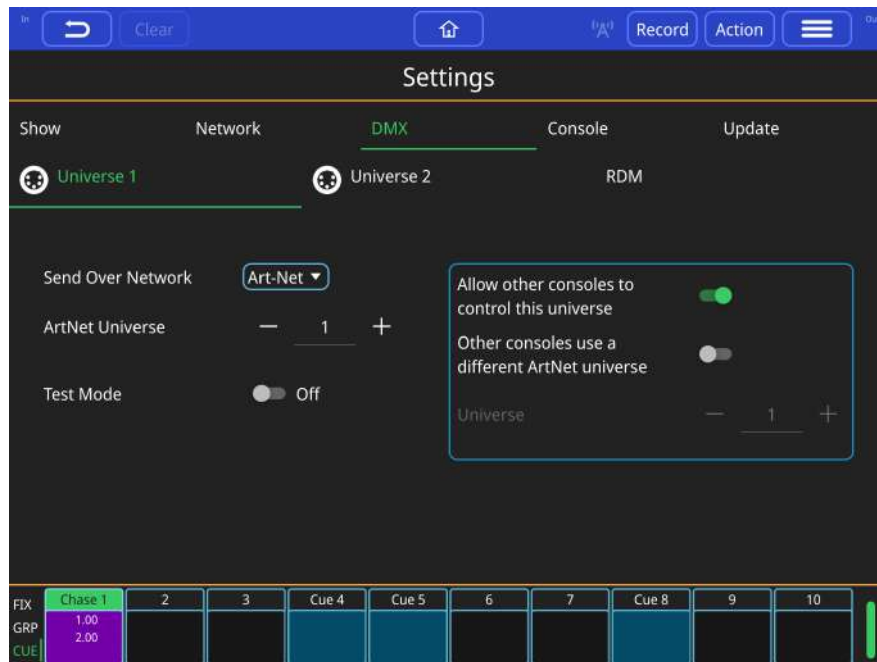 In
Clear
Record
Action
Settings
Show Network DMX Console Update
Universe 1 Universe 2 RDM
Send Over Network Art-Net
ArtNet Universe — 1 +
Test Mode Off
Allow other consoles to
control this universe
Other consoles use a
different ArtNet universe
Universe — 1 +
FIX Chase 1 2 3 Cue 4 Cue 5 6 7 Cue 8 9 10
GRP 1.00
2.00
CUE